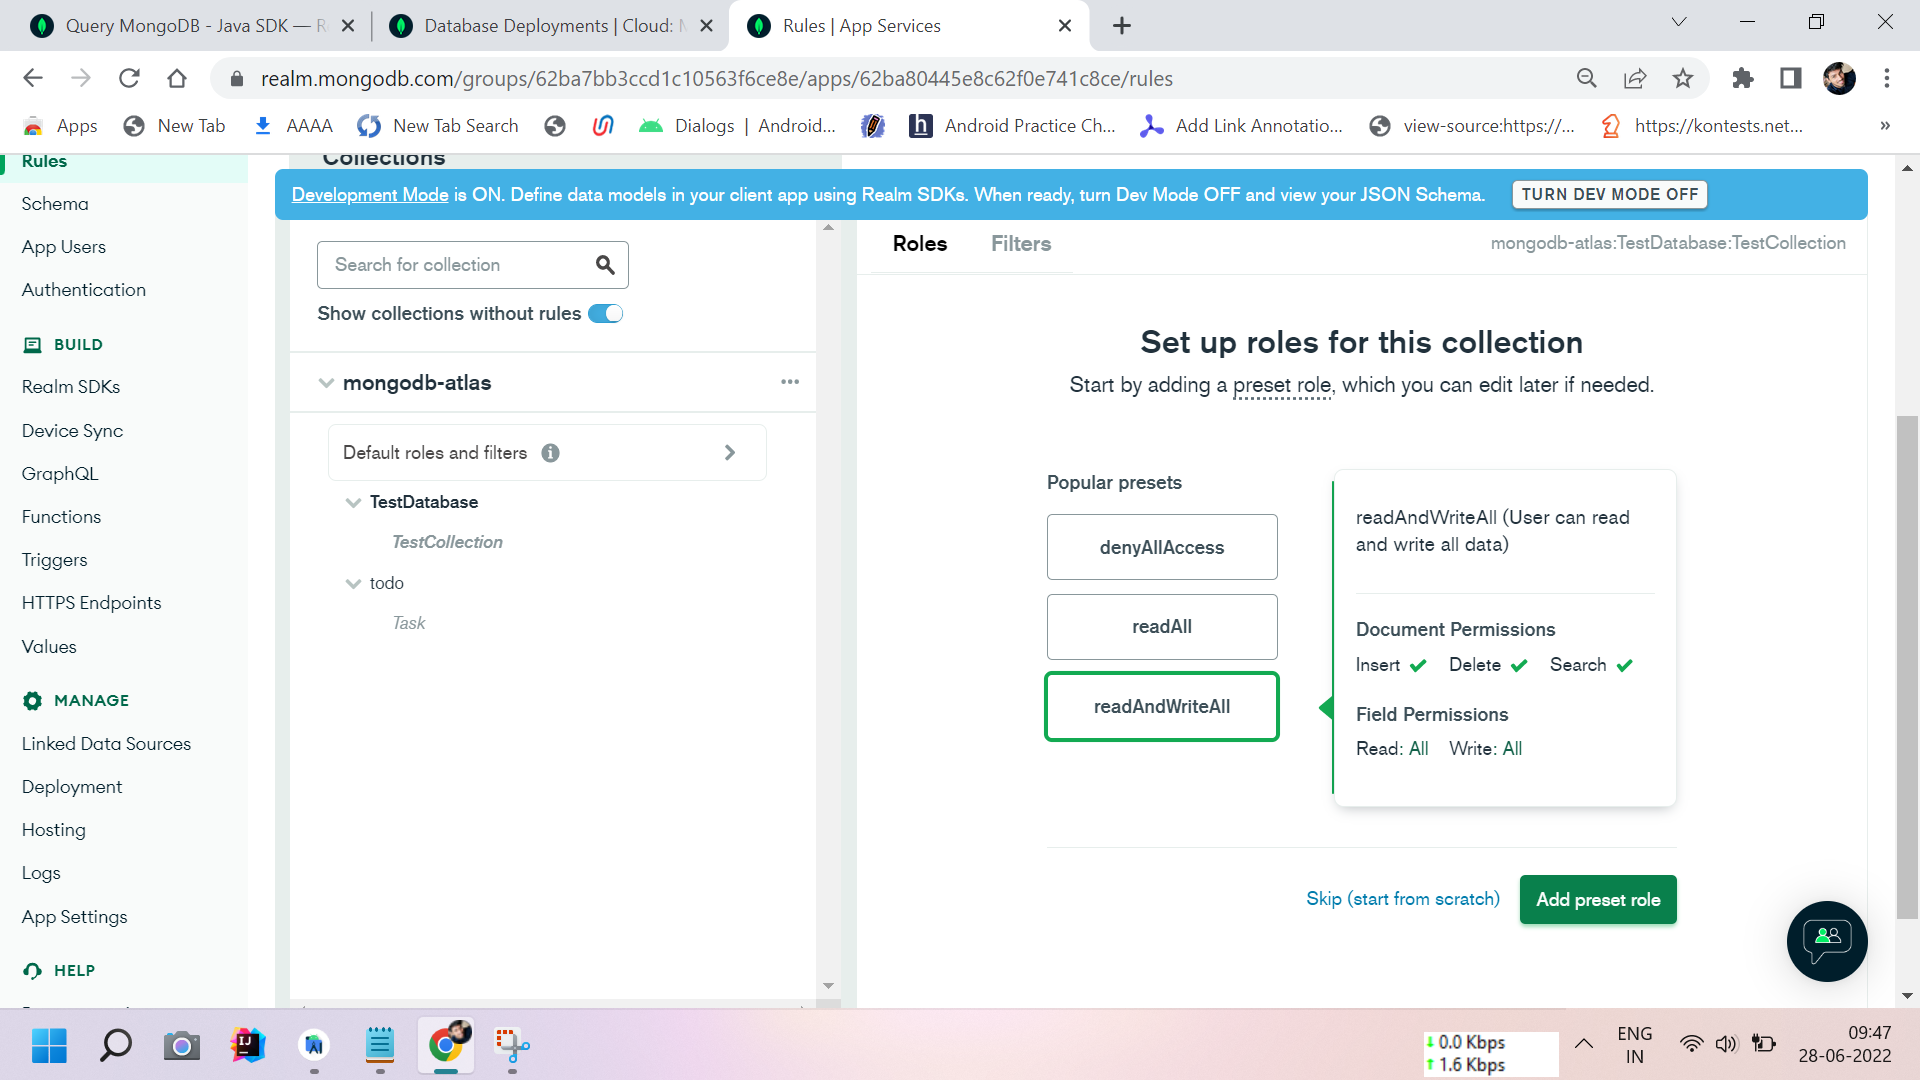 Query MongoDB - Java SDK — R
Database Deployments | Cloud: M
Rules | App Services
realm.mongodb.com/groups/62ba7bb3ccd1c10563f6ce8e/apps/62ba80445e8c62f0e741c8ce/rules
Apps
New Tab
AAAA
New Tab Search
Dialogs | Android...
h
Android Practice Ch...
Add Link Annotatio...
view-source:https://...
https://kontests.net...
»
Rules
Schema
App Users
Authentication
BUILD
Realm SDKs
Device Sync
GraphQL
Functions
Triggers
HTTPS Endpoints
Values
MANAGE
Linked Data Sources
Deployment
Hosting
Logs
App Settings
HELP
Collections
Development Mode is ON. Define data models in your client app using Realm SDKs. When ready, turn Dev Mode OFF and view your JSON Schema.
TURN DEV MODE OFF
Search for collection
Show collections without rules
mongodb-atlas
Default roles and filters
TestDatabase
TestCollection
todo
Task
Roles
Filters
mongodb-atlas:TestDatabase:TestCollection
Set up roles for this collection
Start by adding a preset role, which you can edit later if needed.
Popular presets
denyAllAccess
readAll
readAndWriteAll
readAndWriteAll (User can read
and write all data)
Document Permissions
Insert
Delete
Search
Field Permissions
Read: All
Write: All
Skip (start from scratch)
Add preset role
IJ
0.0 Kbps
1.6 Kbps
ENG
IN
09:47
28-06-2022